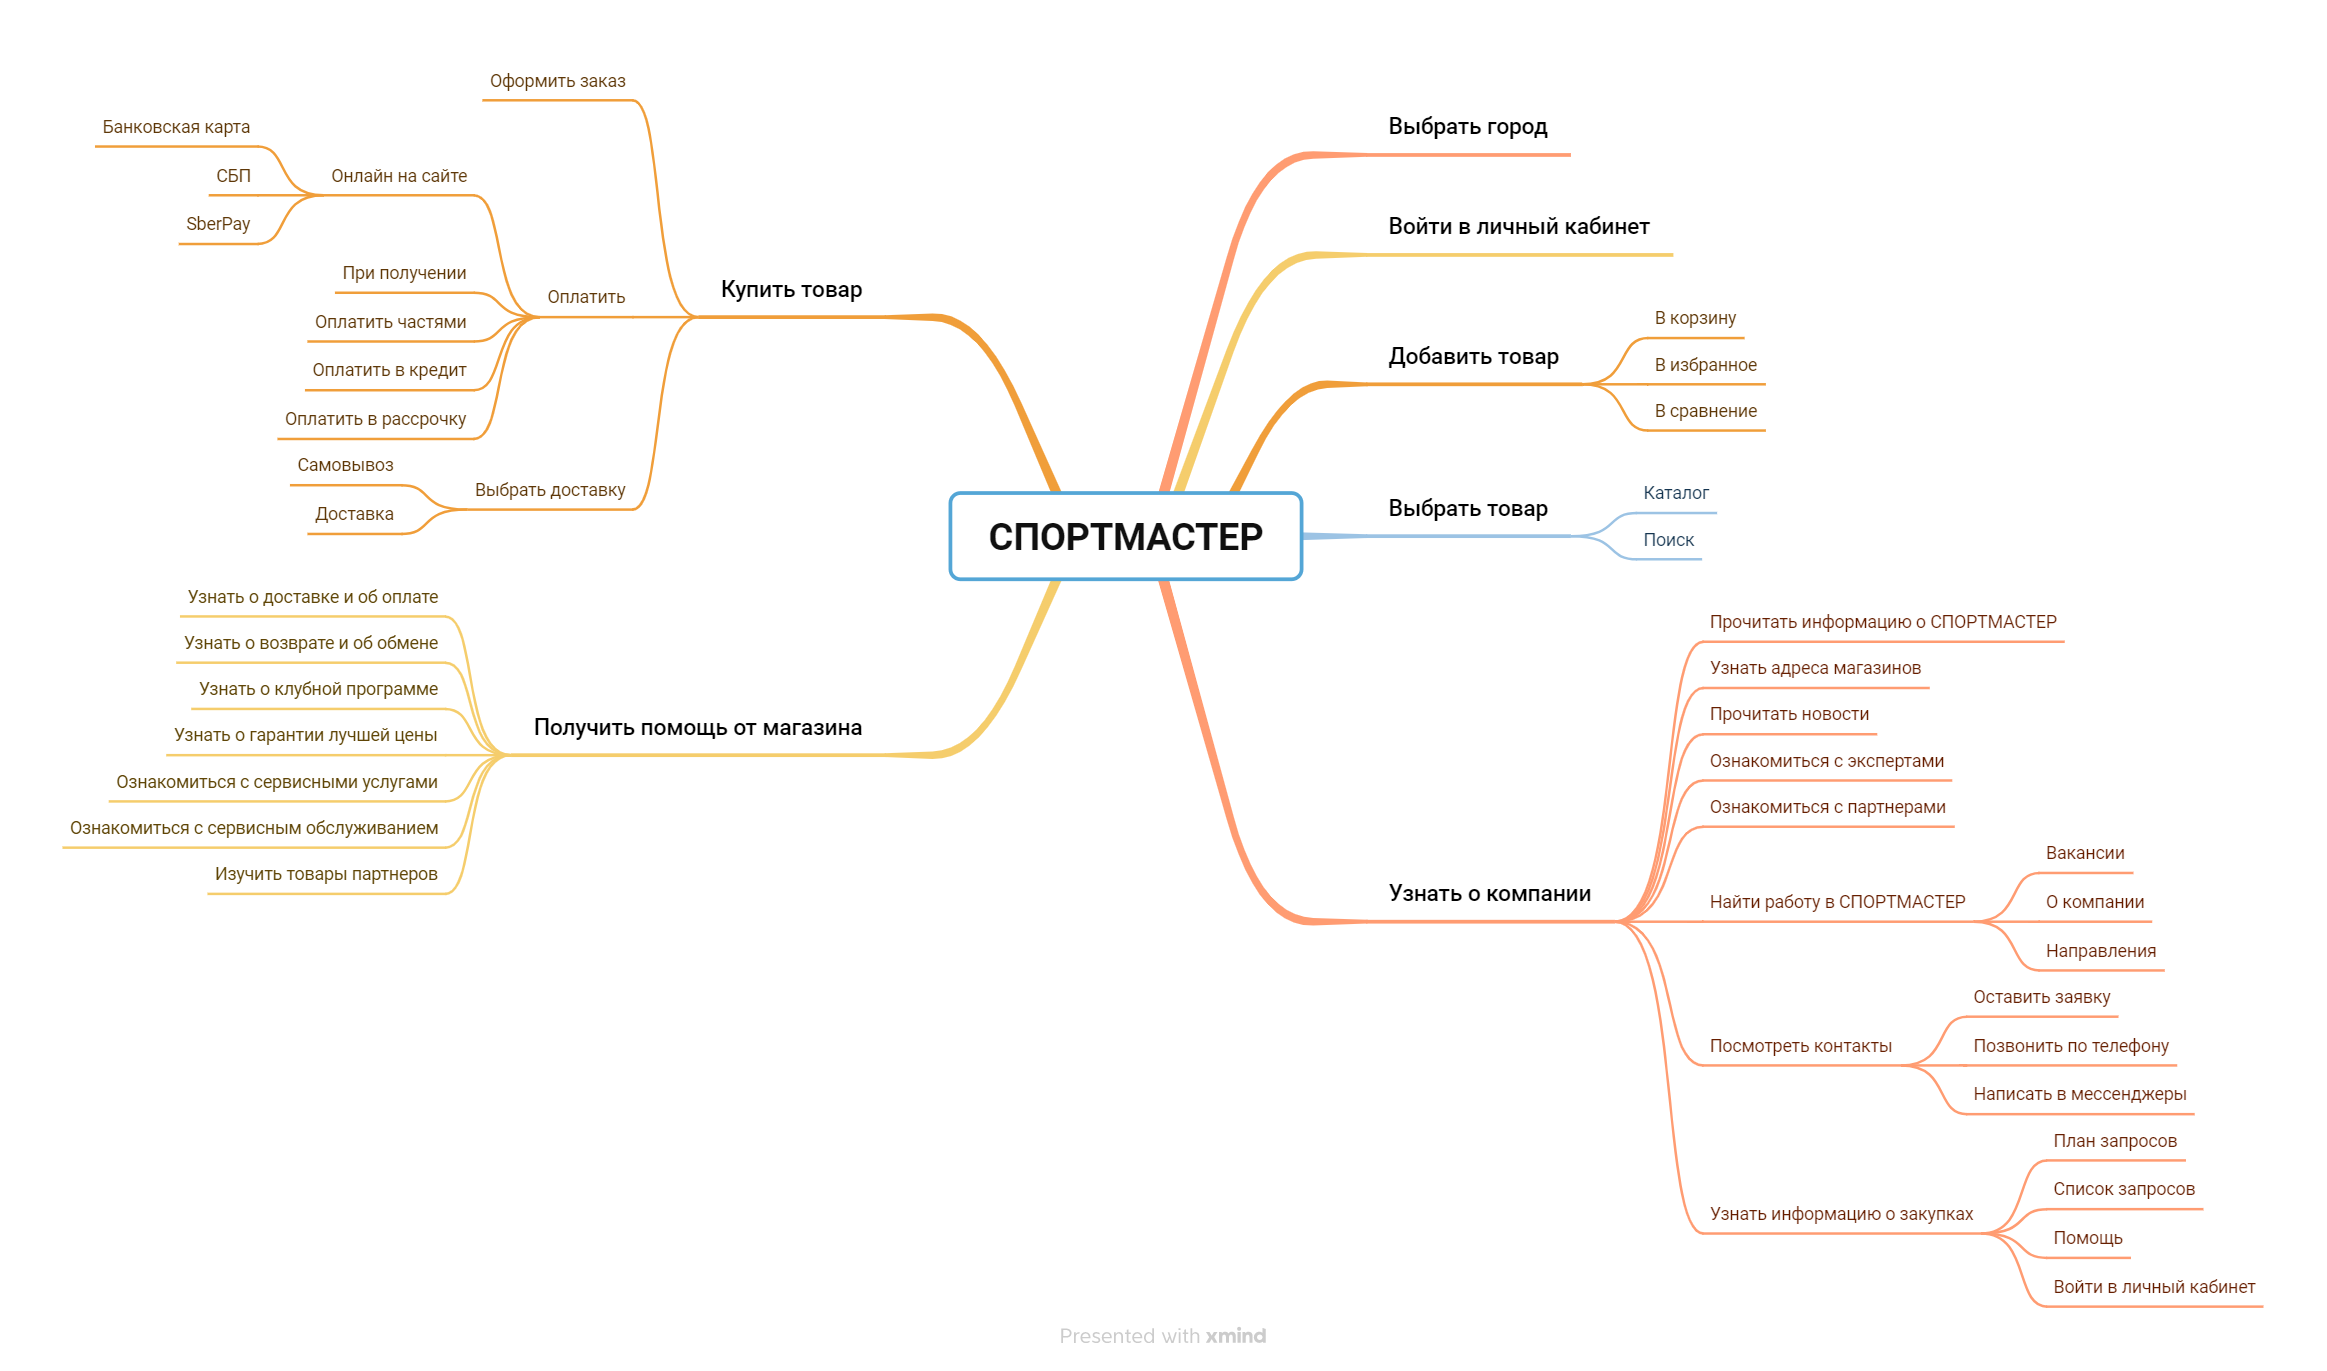 СПОРТМАСТЕР
Выбрать город
Войти в личный кабинет
Добавить товар
В корзину
В избранное
В сравнение
Выбрать товар
Каталог
Поиск
Узнать о компании
Прочитать информацию о СПОРТМАСТЕР
Узнать адреса магазинов
Прочитать новости
Ознакомиться с экспертами
Ознакомиться с партнерами
Найти работу в СПОРТМАСТЕР
Вакансии
О компании
Направления
Посмотреть контакты
Оставить заявку
Позвонить по телефону
Написать в мессенджеры
Узнать информацию о закупках
План запросов
Список запросов
Помощь
Войти в личный кабинет
Купить товар
Оформить заказ
Оплатить
Онлайн на сайте
Банковская карта
СБП
SberPay
При получении
Оплатить частями
Оплатить в кредит
Оплатить в рассрочку
Выбрать доставку
Самовывоз
Доставка
Получить помощь от магазина
Узнать о доставке и об оплате
Узнать о возврате и об обмене
Узнать о клубной программе
Узнать о гарантии лучшей цены
Ознакомиться с сервисными услугами
Ознакомиться с сервисным обслуживанием
Изучить товары партнеров
Presented with xmind